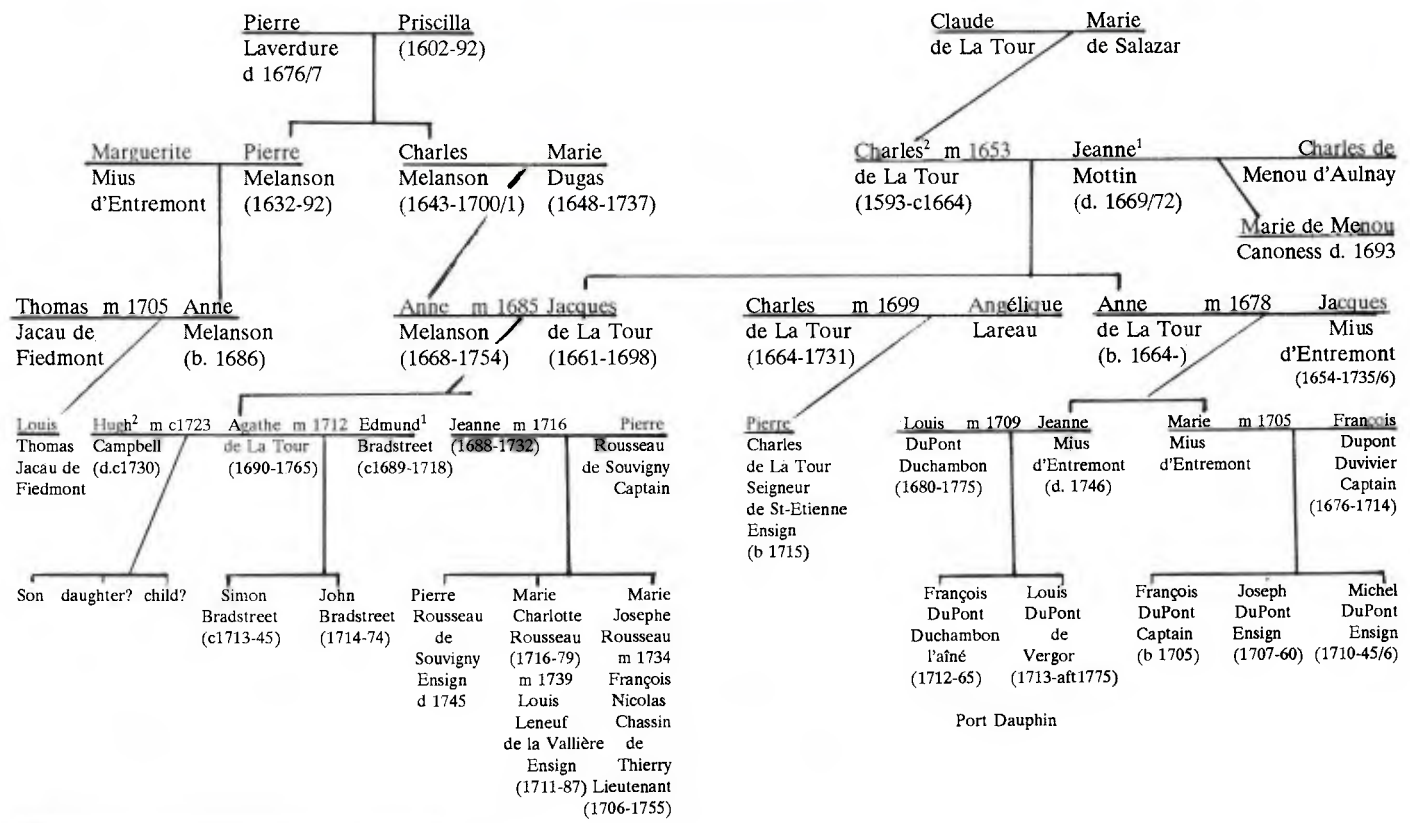 Pierre Priscilla
Laverdure (1602-92)
d 1676/7
Claude Marie
de La Tour de Salazar
Marguerite Pierre
Mius Melanson
d'Entremont (1632-92)
Charles Marie
Melanson Dugas
(1643-1700/1) (1648-1737)
Charles² m 1653 Jeanne¹ Charles de
de La Tour Mottin Menou d'Aulnay
(1593-c1664) (d. 1669/72)
Marie de Menou
Canoness d. 1693
Thomas m 1705 Anne
Jacau de Melanson
Fiedmont (b. 1686)
Anne m 1685 Jacques
Melanson de La Tour
(1668-1754) (1661-1698)
Charles m 1699 Angélique
de La Tour Lareau
(1664-1731)
Anne m 1678 Jacques
de La Tour Mius
(b. 1664-) d'Entremont
(1654-1735/6)
Louis
Thomas
Jacau de
Fiedmont
Hugh² m c1723 Agathe m 1712 Edmund¹
Campbell de La Tour Bradstreet
(d.c1730) (1690-1765) (c1689-1718)
Jeanne m 1716 Pierre
(1688-1732) Rousseau
de Souvigny
Captain
Pierre
Charles
de La Tour
Seigneur
de St-Etienne
Ensign
(b 1715)
Louis m 1709 Jeanne
DuPont Mius
Duchambon d'Entremont
(1680-1775) (d. 1746)
Marie m 1705 François
Mius Dupont
d'Entremont Duvivier
Captain
(1676-1714)
Son daughter? child?
Simon
Bradstreet
(c1713-45)
John
Bradstreet
(1714-74)
Pierre
Rousseau
de
Souvigny
Ensign
d 1745
Marie
Charlotte
Rousseau
(1716-79)
m 1739
Louis
Leneuf
de la Vallière
Ensign
(1711-87)
Marie
Josephe
Rousseau
m 1734
François
Nicolas
Chassin
de
Thierry
Lieutenant
(1706-1755)
François
DuPont
Duchambon
l'aîné
(1712-65)
Louis
DuPont
de
Vergor
(1713-aft1775)
François
DuPont
Captain
(b 1705)
Joseph
DuPont
Ensign
(1707-60)
Michel
DuPont
Ensign
(1710-45/6)
Port Dauphin